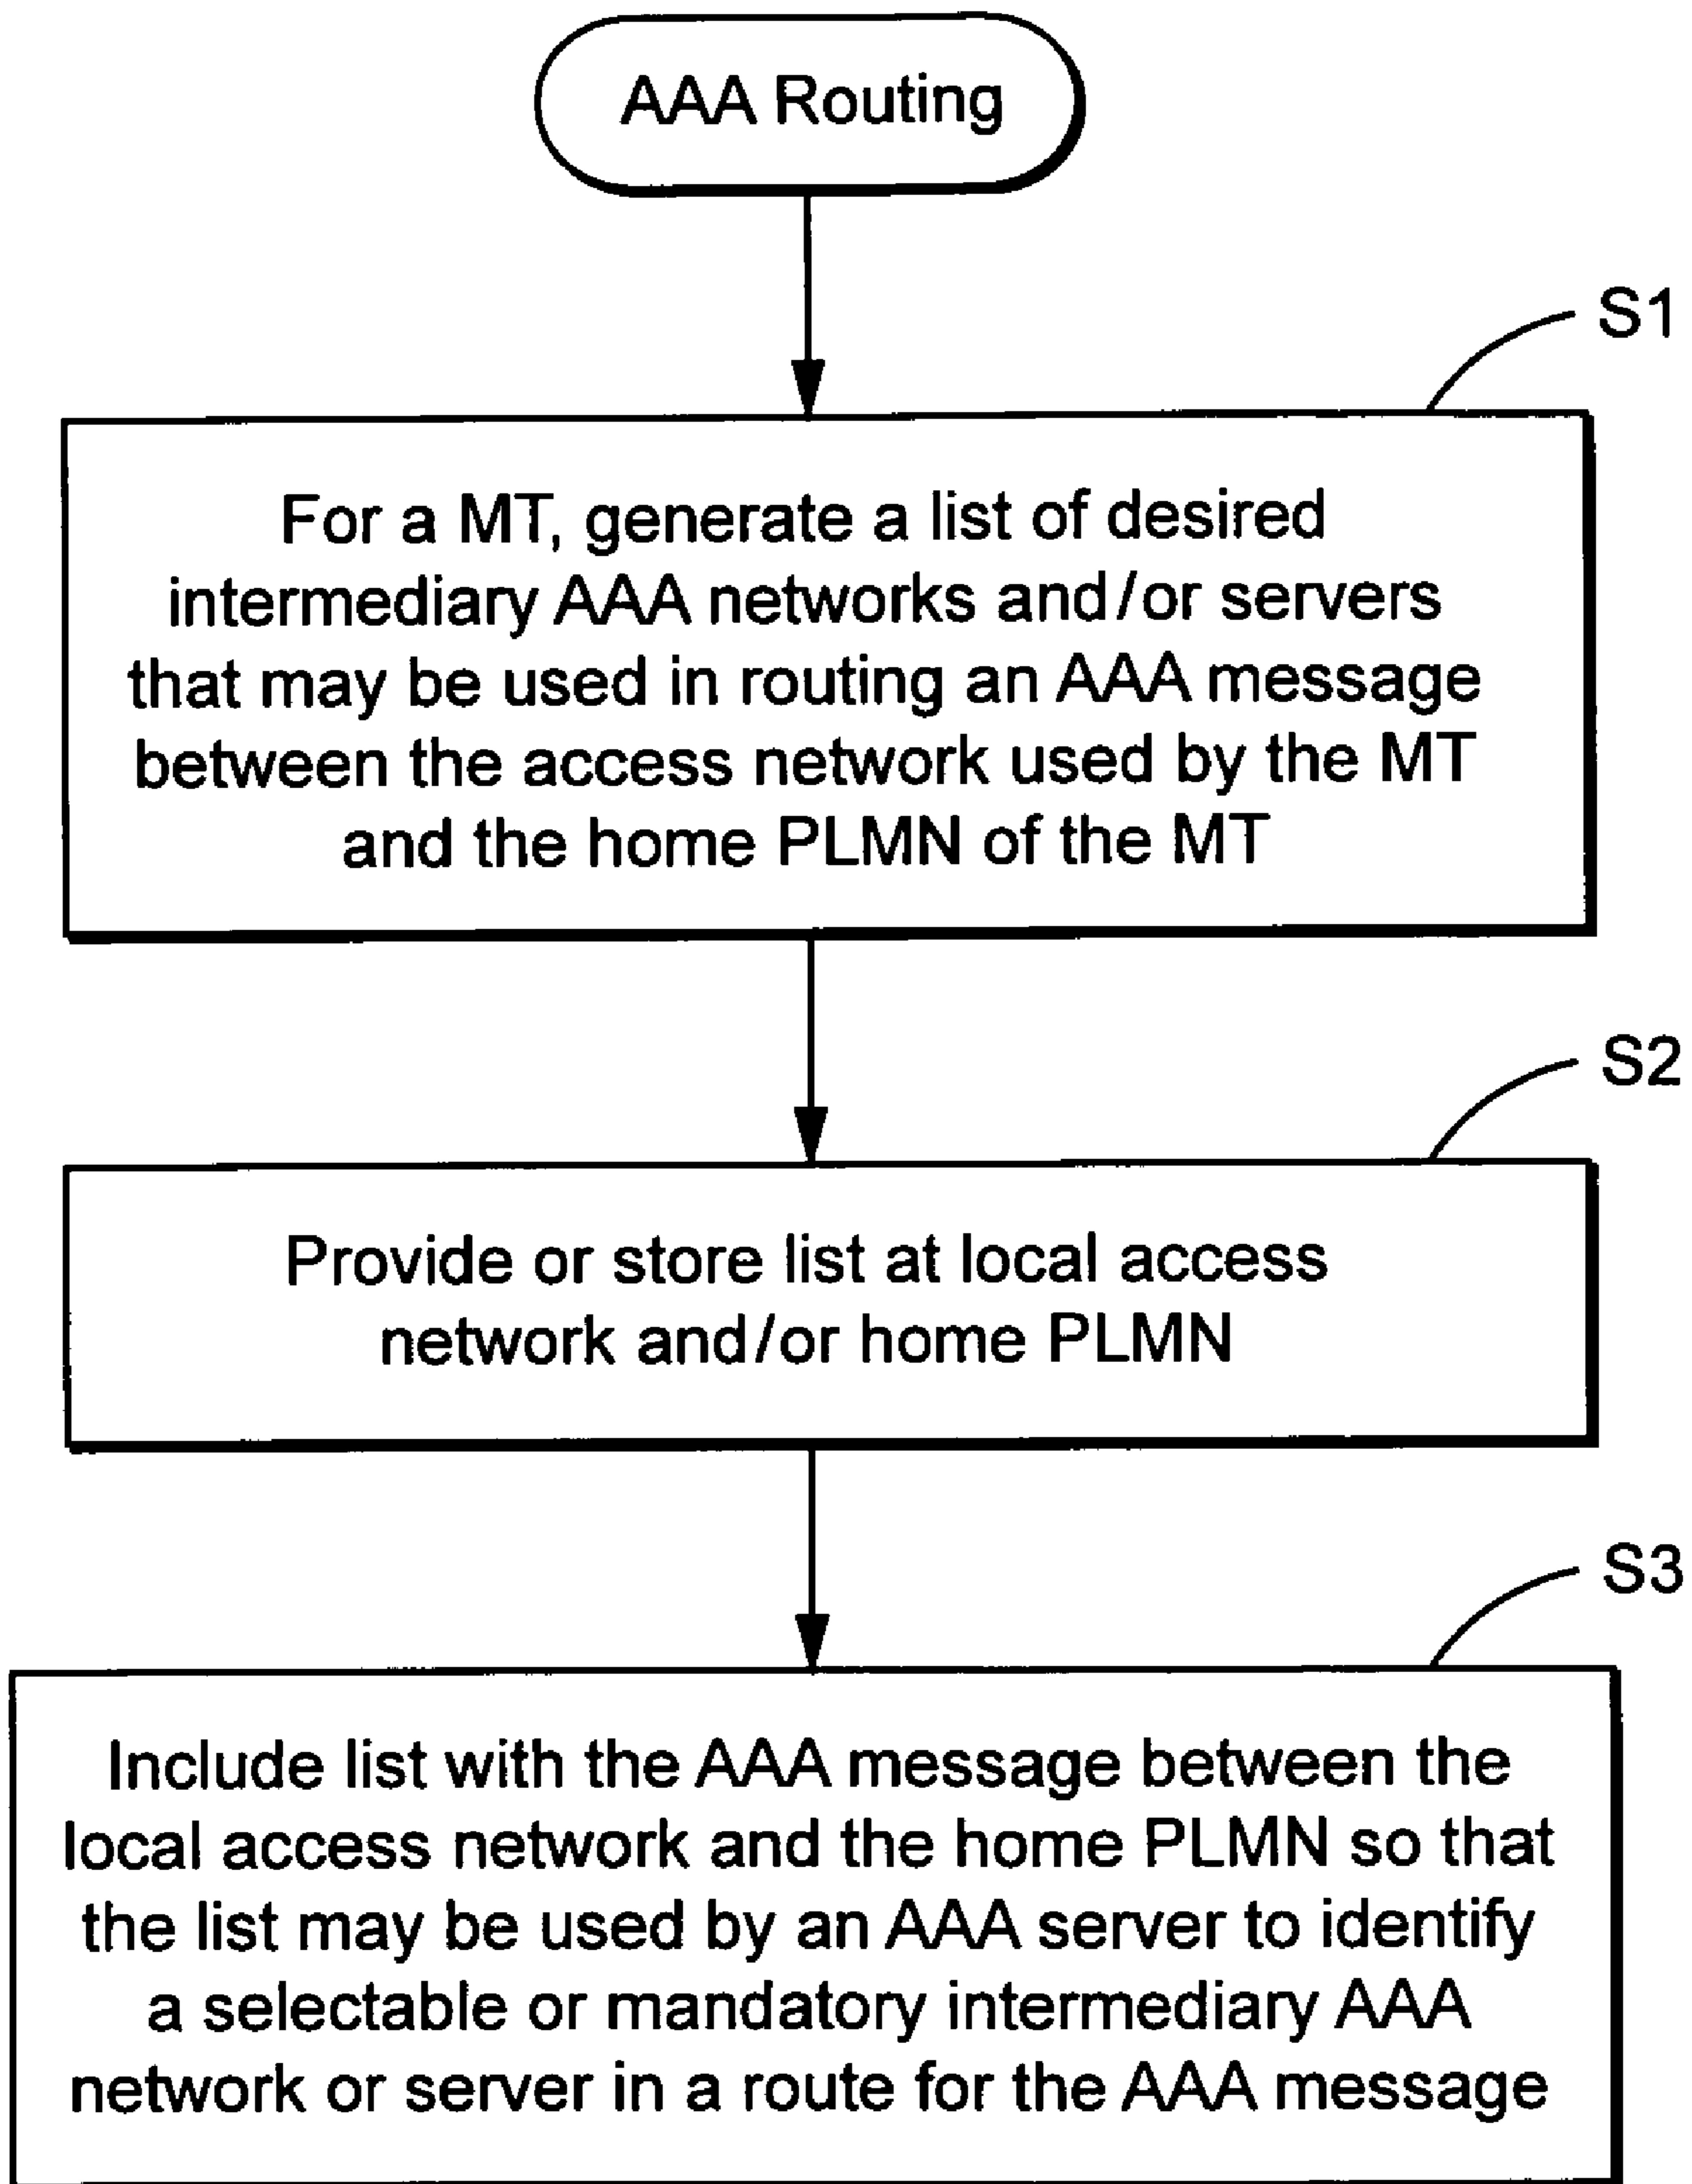 AAA Routing
S1
For a MT, generate a list of desired
intermediary AAA networks and/or servers
that may be used in routing an AAA message
between the access network used by the MT
and the home PLMN of the MT
S2
Provide or store list at local access
network and/or home PLMN
S3
Include list with the AAA message between the
local access network and the home PLMN so that
the list may be used by an AAA server to identify
a selectable or mandatory intermediary AAA
network or server in a route for the AAA message